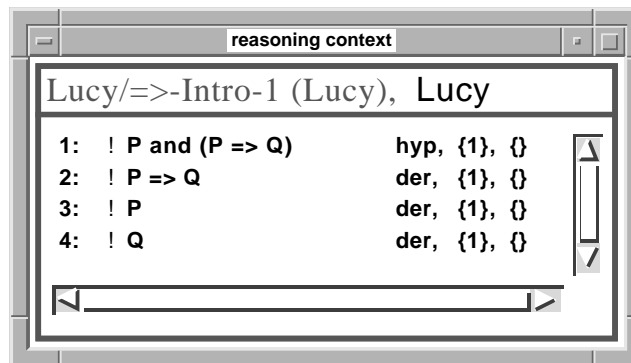 reasoning context
Lucy/=>-Intro-1 (Lucy), Lucy
1: ! P and (P => Q) hyp, {1}, {}
2: ! P => Q der, {1}, {}
3: ! P der, {1}, {}
4: ! Q der, {1}, {}